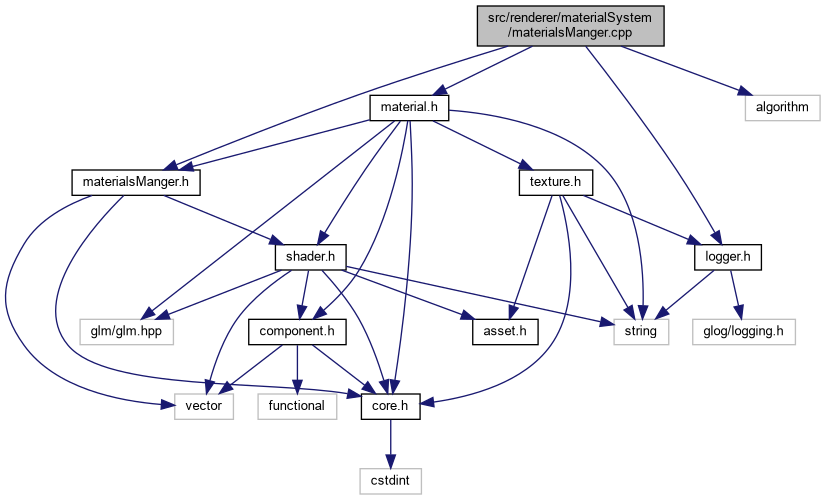 src/renderer/materialSystem
/materialsManger.cpp
material.h
algorithm
materialsManger.h
texture.h
shader.h
logger.h
glm/glm.hpp
component.h
asset.h
string
glog/logging.h
vector
functional
core.h
cstdint